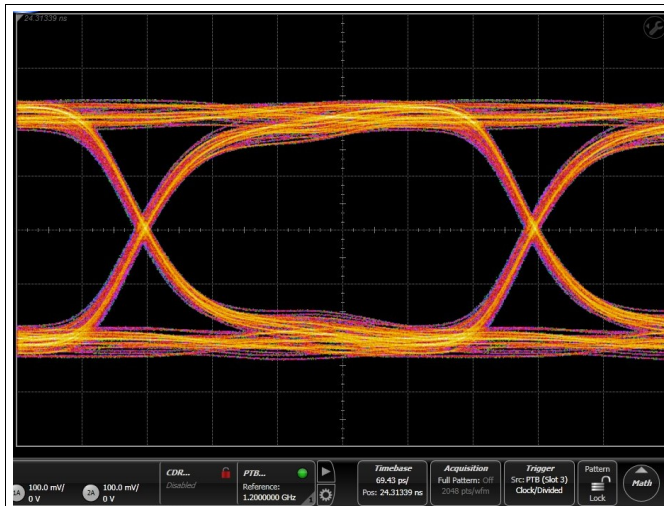 24.31339 ns
1A
100.0 mV/
0 V
2A
100.0 mV/
0 V
CDR...
Disabled
PTB...
Reference:
1.2000000 GHz
1
Timebase
69.43 ps/
Pos: 24.31339 ns
Acquisition
Full Pattern: Off
2048 pts/wfm
Trigger
Src: PTB (Slot 3)
Clock/Divided
Pattern
Lock
Math